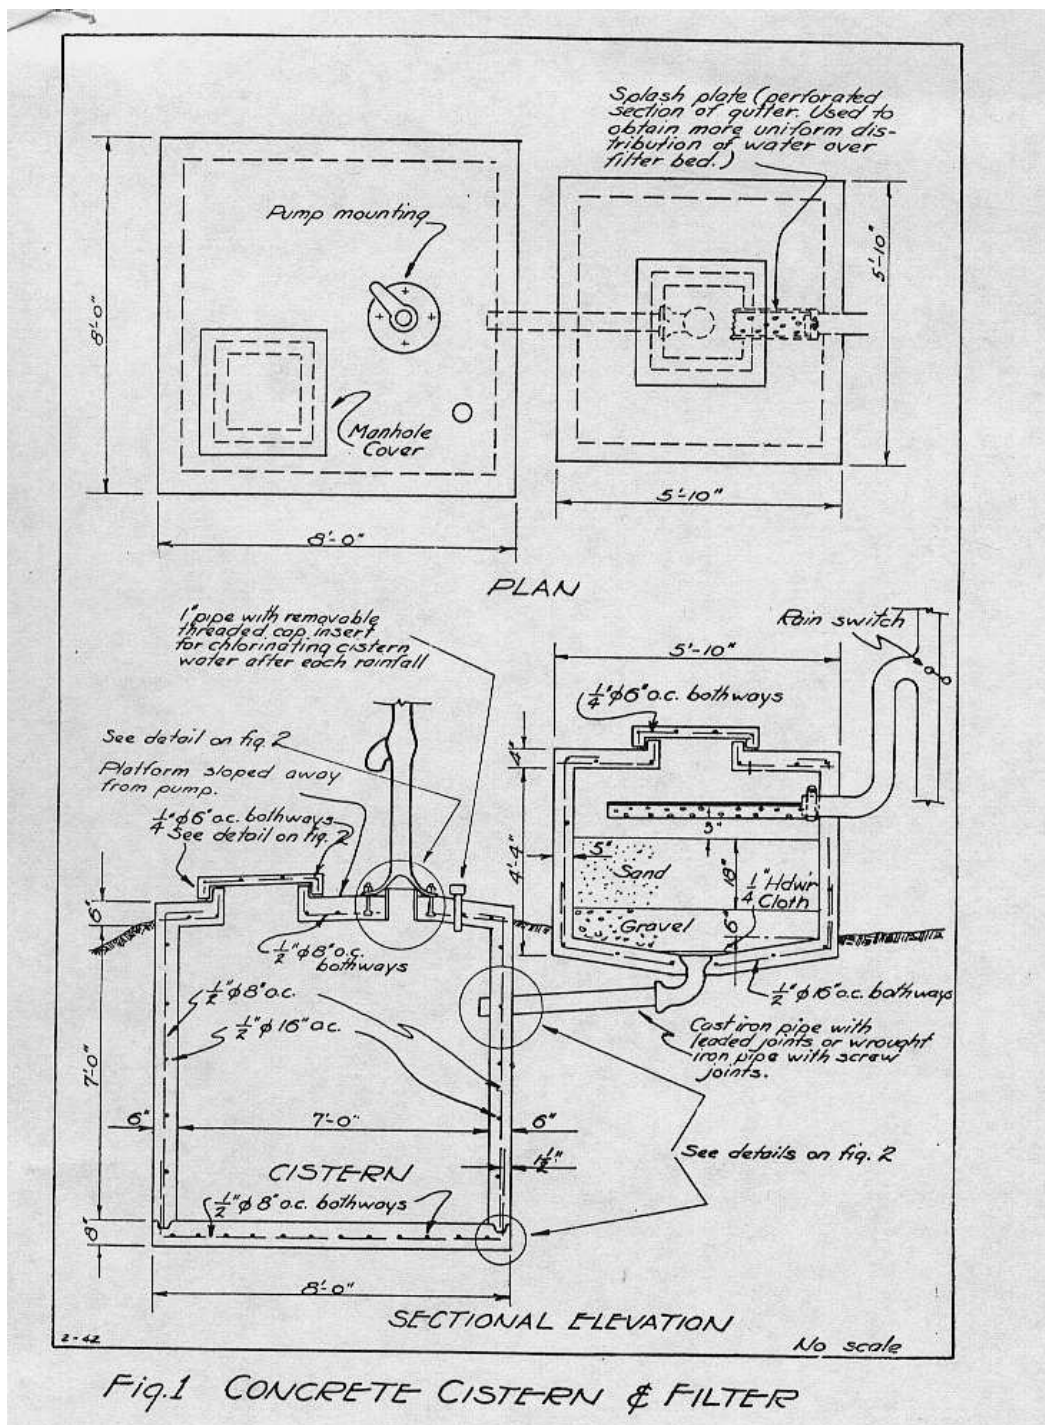 Splash plate (perforated
section of gutter. Used to
obtain more uniform dis-
tribution of water over
filter bed.)
Pump mounting
8'-0"
5'-10"
Manhole
Cover
5'-10"
8'-0"
PLAN
1" pipe with removable
threaded cap insert
for chlorinating cistern
water after each rainfall
Rain switch
5'-10"
1/4" ϕ 6" o.c. bothways
See detail on fig. 2
Platform sloped away
from pump.
1/4" ϕ 6" o.c. bothways
See detail on fig. 2
4"
4'-4"
5"
3"
Sand
18"
1/4" Hdwr
Cloth
Gravel
6"
6"
1/2" ϕ 8" o.c.
bothways
1/2" ϕ 16" o.c. bothways
1/2" ϕ 8" o.c.
1/2" ϕ 16" o.c.
Cast iron pipe with
leaded joints or wrought
iron pipe with screw
joints.
7'-0"
6"
7'-0"
6"
See details on fig. 2
1 1/2"
CISTERN
1/2" ϕ 8" o.c. bothways
8"
8'-0"
SECTIONAL ELEVATION
2-42
No scale
Fig. 1 CONCRETE CISTERN & FILTER